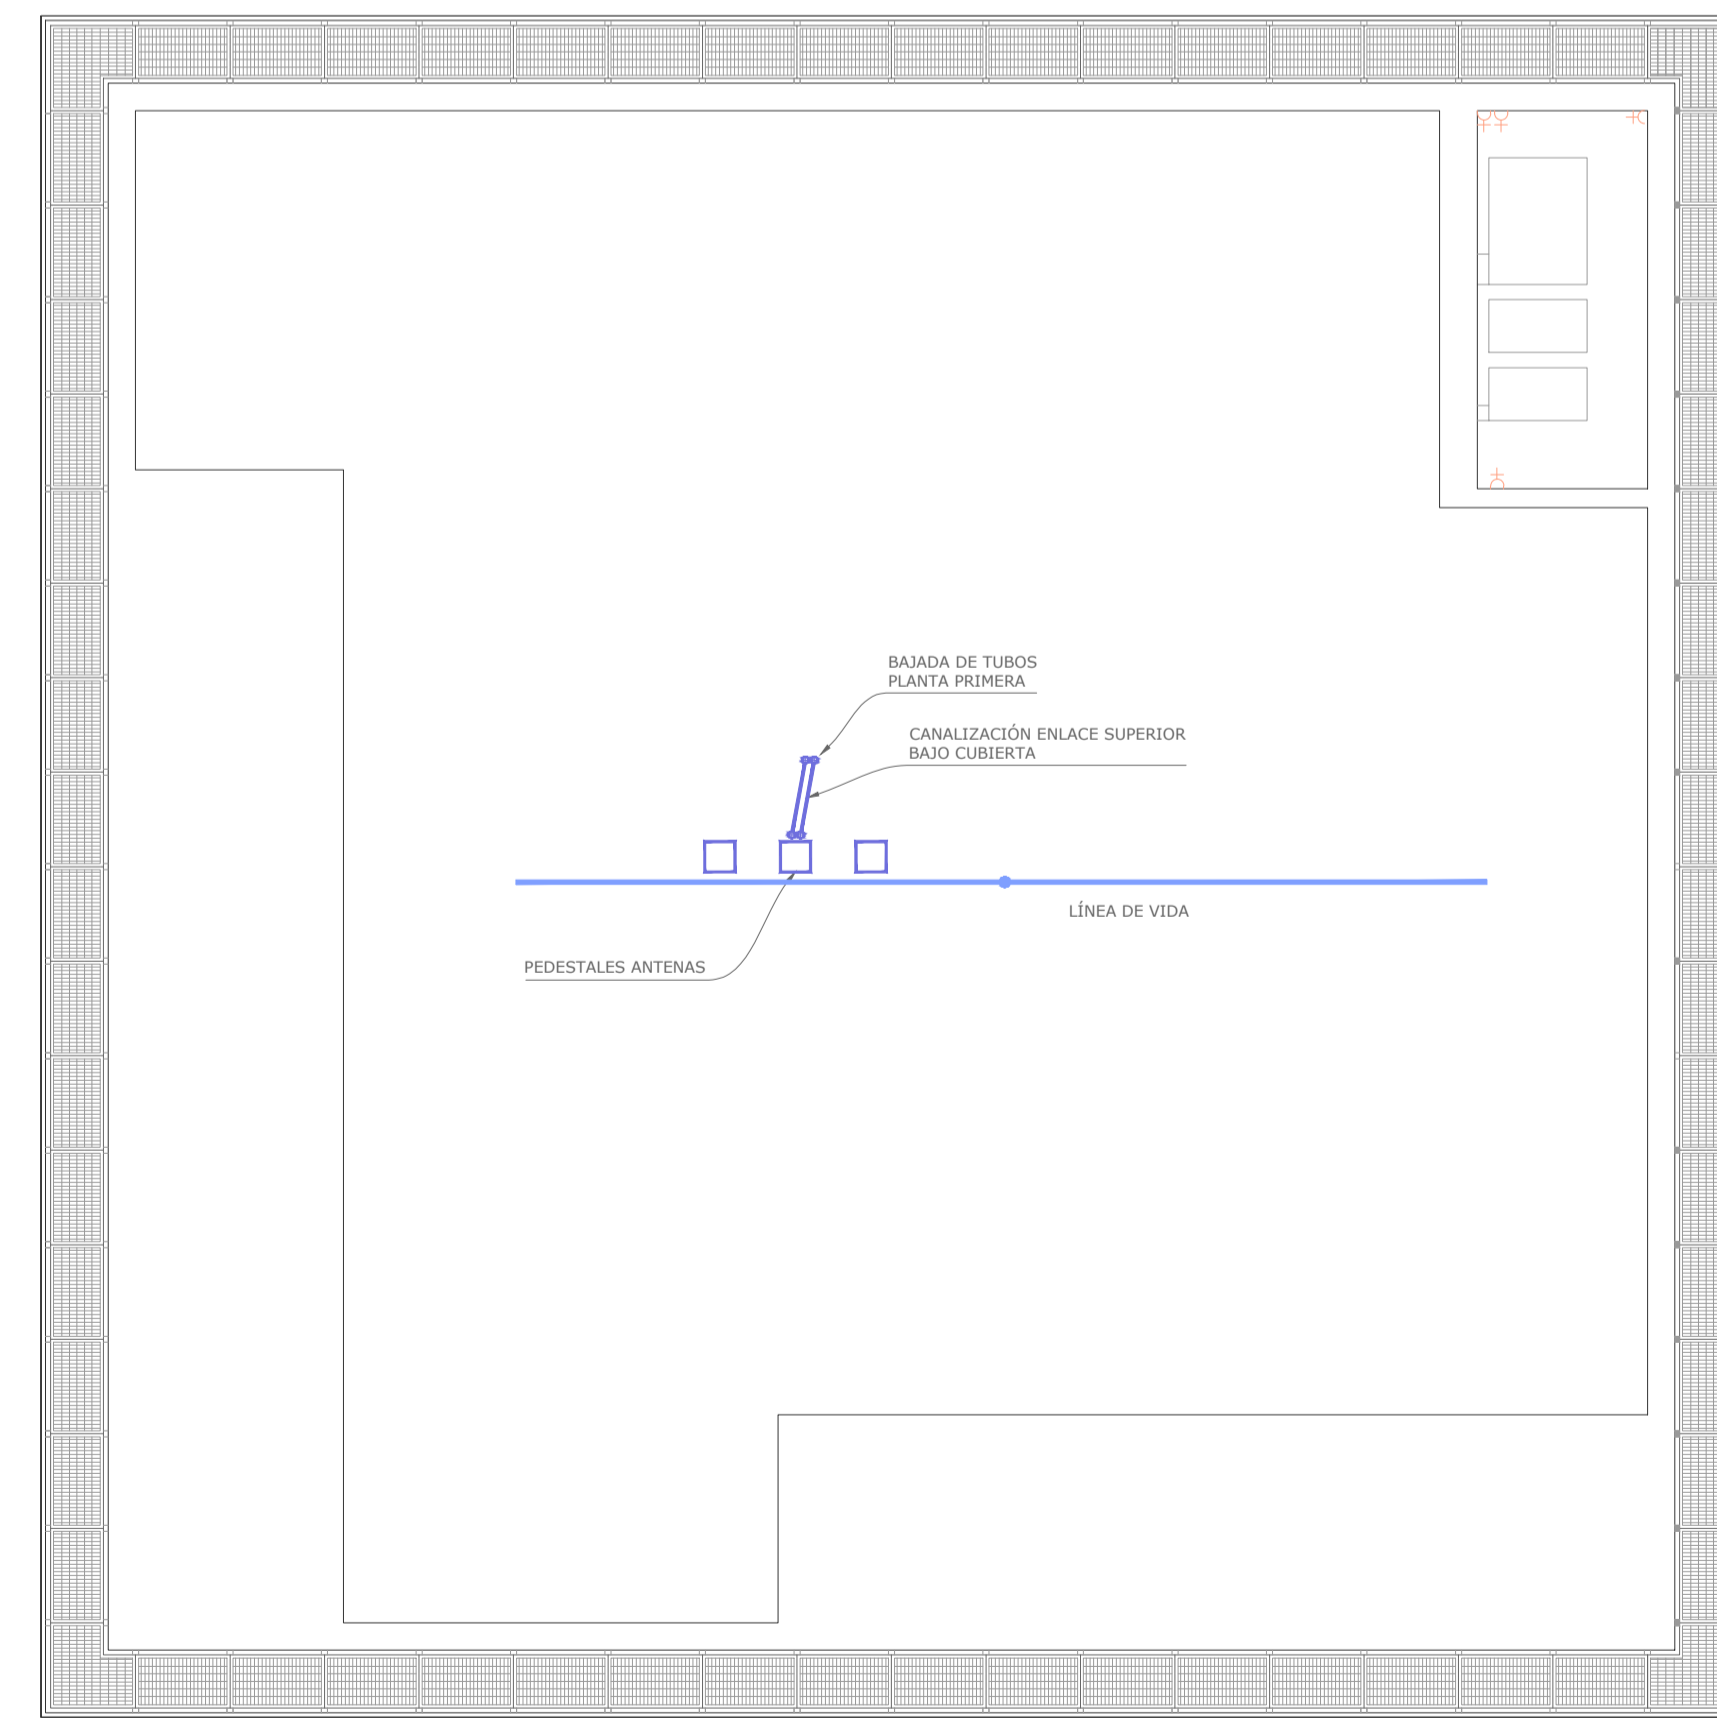 BAJADA DE TUBOS
PLANTA PRIMERA
CANALIZACIÓN ENLACE SUPERIOR
BAJO CUBIERTA
LÍNEA DE VIDA
PEDESTALES ANTENAS